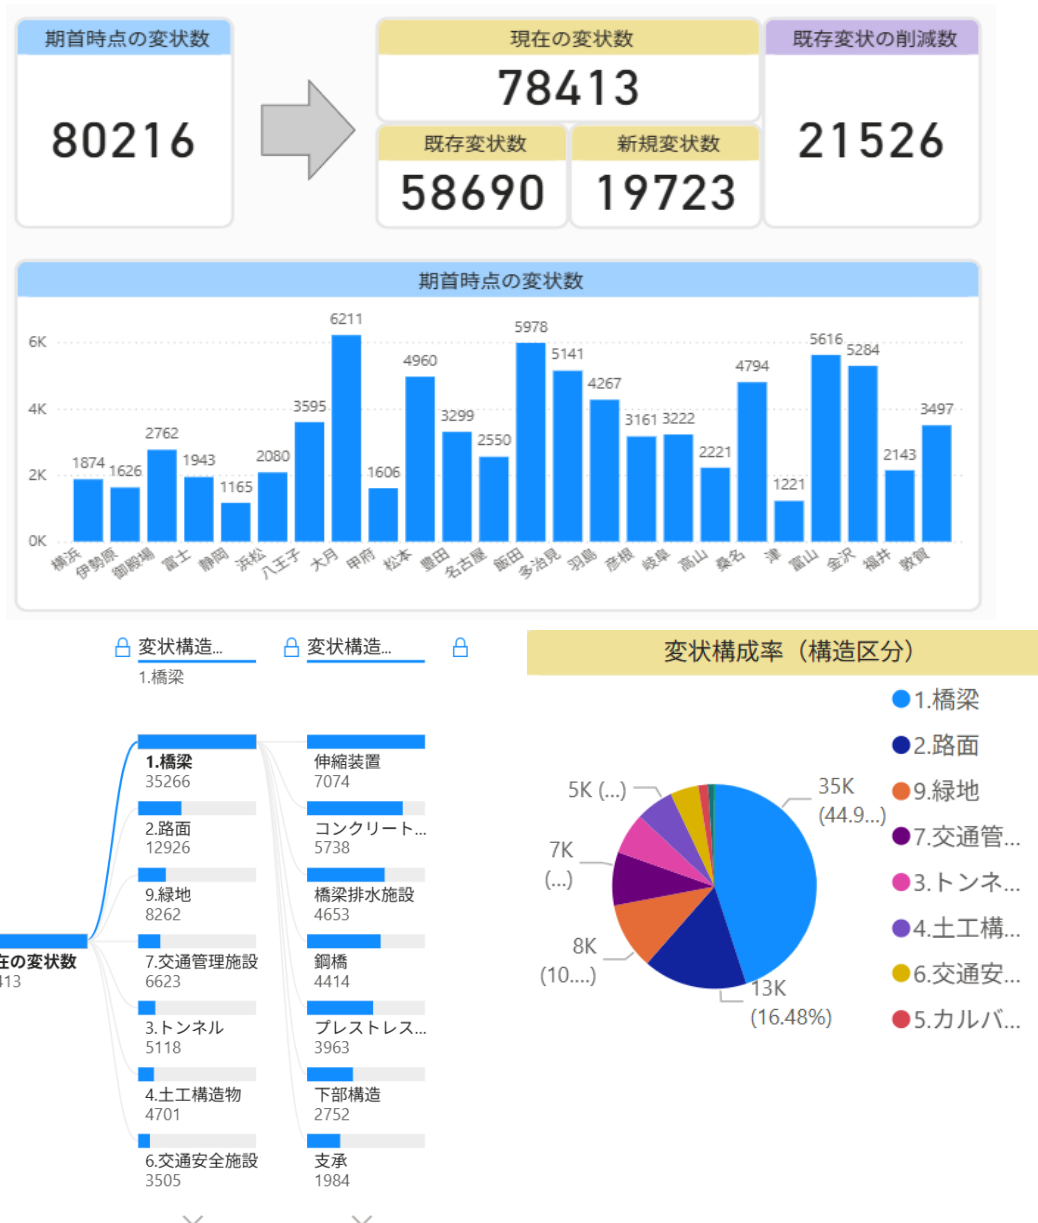 期首時点の変状数
80216
現在の変状数
78413
既存変状数
58690
新規変状数
19723
既存変状の削減数
21526
期首時点の変状数
6K
4K
2K
0K
1874
1626
2762
1943
1165
2080
3595
6211
1606
4960
3299
2550
5978
5141
4267
3161
3222
2221
4794
1221
5616
5284
2143
3497
横浜
伊勢原
御殿場
富士
静岡
浜松
八王子
大月
甲府
松本
豊田
名古屋
飯田
多治見
羽島
彦根
岐阜
高山
桑名
津
富山
金沢
福井
敦賀
変状構造...
1.橋梁
変状構造...
在の変状数
413
1.橋梁
35266
2.路面
12926
9.緑地
8262
7.交通管理施設
6623
3.トンネル
5118
4.土工構造物
4701
6.交通安全施設
3505
伸縮装置
7074
コンクリート...
5738
橋梁排水施設
4653
鋼橋
4414
プレストレス...
3963
下部構造
2752
支承
1984
変状構成率（構造区分）
35K
(44.9...)
13K
(16.48%)
8K
(10....)
7K
(...)
5K (...)
1.橋梁
2.路面
9.緑地
7.交通管...
3.トンネ...
4.土工構...
6.交通安...
5.カルバ...